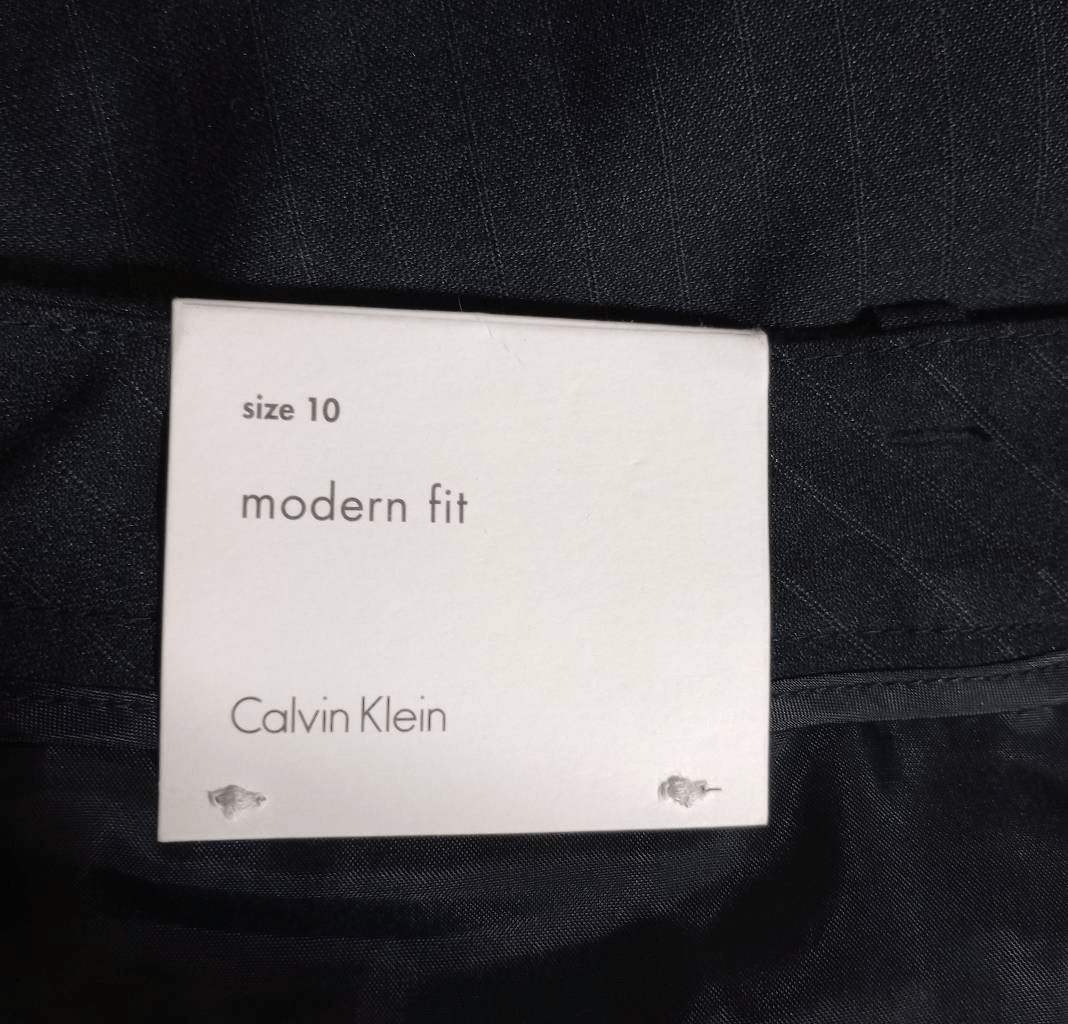 size 10
modern fit
Calvin Klein